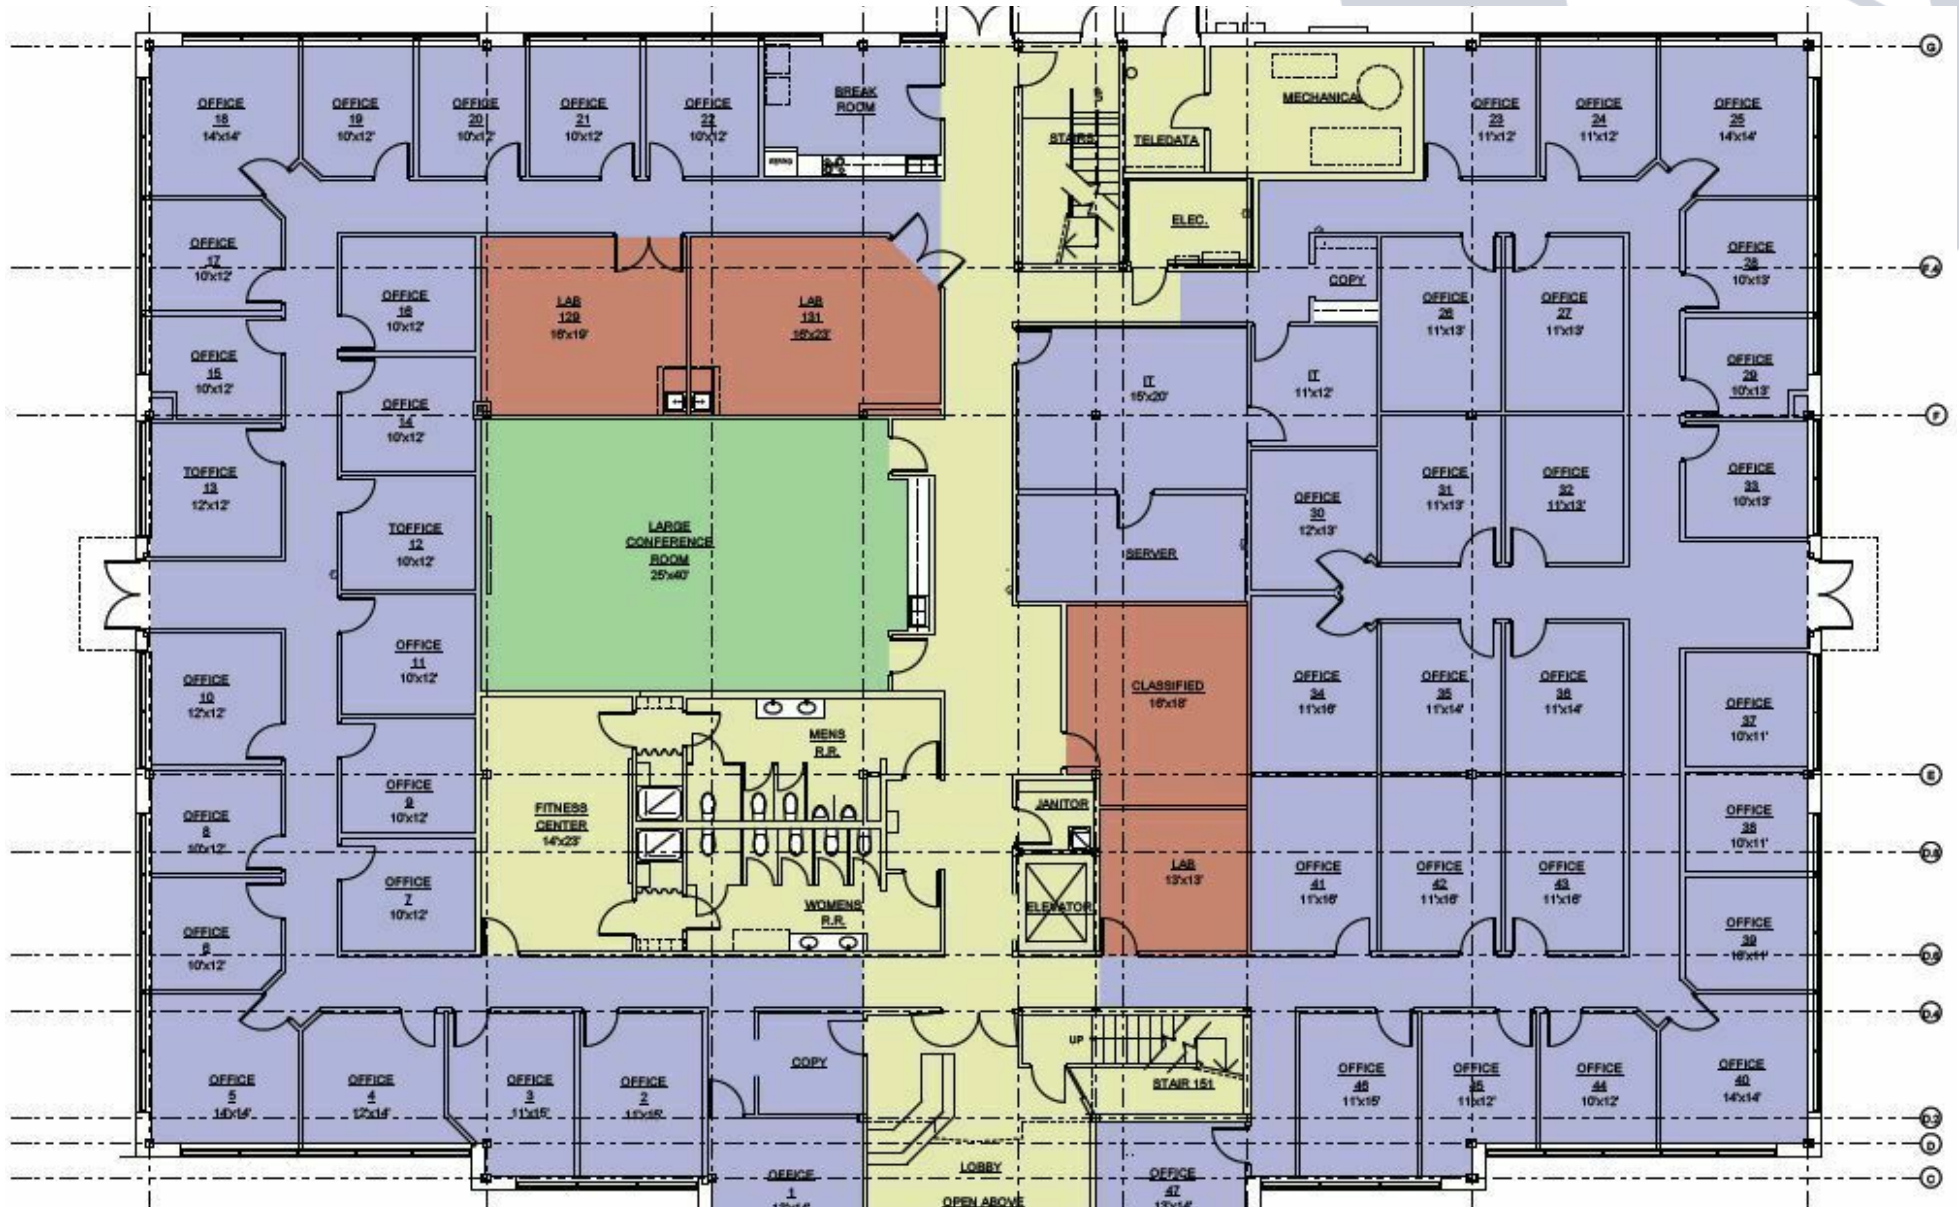 OFFICE
18
14'x14'
OFFICE
19
10'x12'
OFFICE
20
10'x12'
OFFICE
21
10'x12'
OFFICE
22
10'x12'
BREAK
ROOM
STAIRS
UP
TELEDATA
MECHANICAL
OFFICE
23
11'x12'
OFFICE
24
11'x12'
OFFICE
25
14'x14'
G
ELEC.
OFFICE
17
10'x12'
OFFICE
16
10'x12'
LAB
129
16'x19'
LAB
131
16'x23'
COPY
OFFICE
26
11'x13'
OFFICE
27
11'x13'
OFFICE
28
10'x13'
OFFICE
15
10'x12'
OFFICE
14
10'x12'
IT
15'x20'
IT
11'x12'
OFFICE
29
10'x13'
F
TOFFICE
13
12'x12'
TOFFICE
12
10'x12'
LARGE
CONFERENCE
ROOM
25'x40'
SERVER
OFFICE
30
12'x13'
OFFICE
31
11'x13'
OFFICE
32
11'x13'
OFFICE
33
10'x13'
OFFICE
10
12'x12'
OFFICE
11
10'x12'
CLASSIFIED
16'x18'
OFFICE
34
11'x16'
OFFICE
35
11'x14'
OFFICE
36
11'x14'
OFFICE
37
10'x11'
MENS
R.R.
E
OFFICE
8
10'x12'
OFFICE
9
10'x12'
FITNESS
CENTER
14'x23'
JANITOR
OFFICE
38
10'x11'
OFFICE
7
10'x12'
WOMENS
R.R.
ELEVATOR
LAB
13'x13'
OFFICE
41
11'x16'
OFFICE
42
11'x16'
OFFICE
43
11'x16'
OFFICE
6
10'x12'
OFFICE
39
OFFICE
5
14'x14'
OFFICE
4
12'x14'
OFFICE
3
11'x15'
OFFICE
2
11'x15'
COPY
UP
STAIR 151
OFFICE
46
11'x15'
OFFICE
45
11'x12'
OFFICE
44
10'x12'
OFFICE
40
14'x14'
D.2
D
C
OFFICE
1
LOBBY
OPEN ABOVE
OFFICE
47